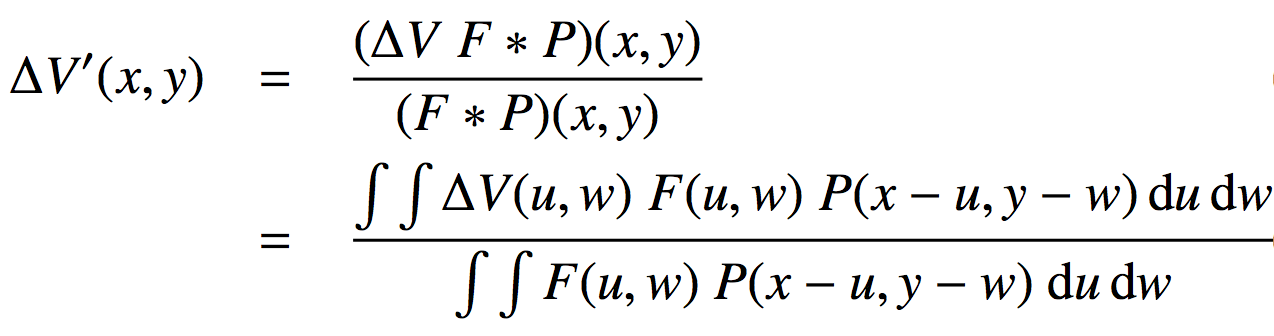 ΔV′(x, y) = (ΔV F ∗ P)(x, y) / (F ∗ P)(x, y)
= ∫ ∫ ΔV(u, w) F(u, w) P(x − u, y − w) du dw / ∫ ∫ F(u, w) P(x − u, y − w) du dw